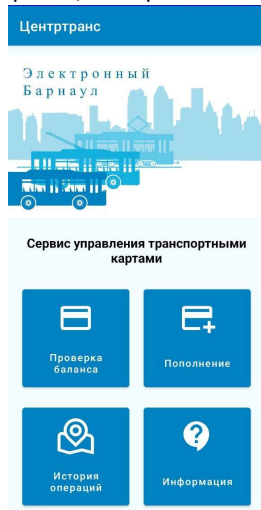 Центртранс
Электронный
Барнаул
Сервис управления транспортными
картами
Проверка
баланса
Пополнение
История
операций
Информация